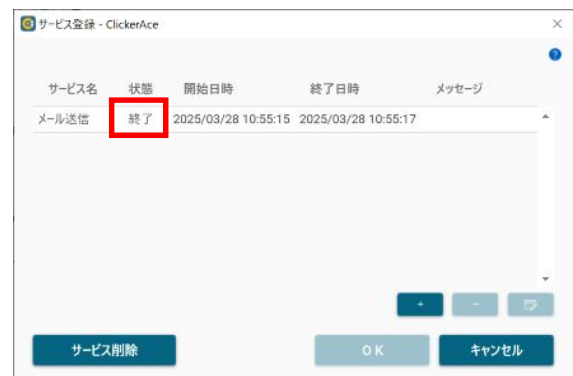 サービス登録 - ClickerAce
サービス名 状態 開始日時 終了日時 メッセージ
メール送信 終了 2025/03/28 10:55:15 2025/03/28 10:55:17
+ -
サービス削除 OK キャンセル